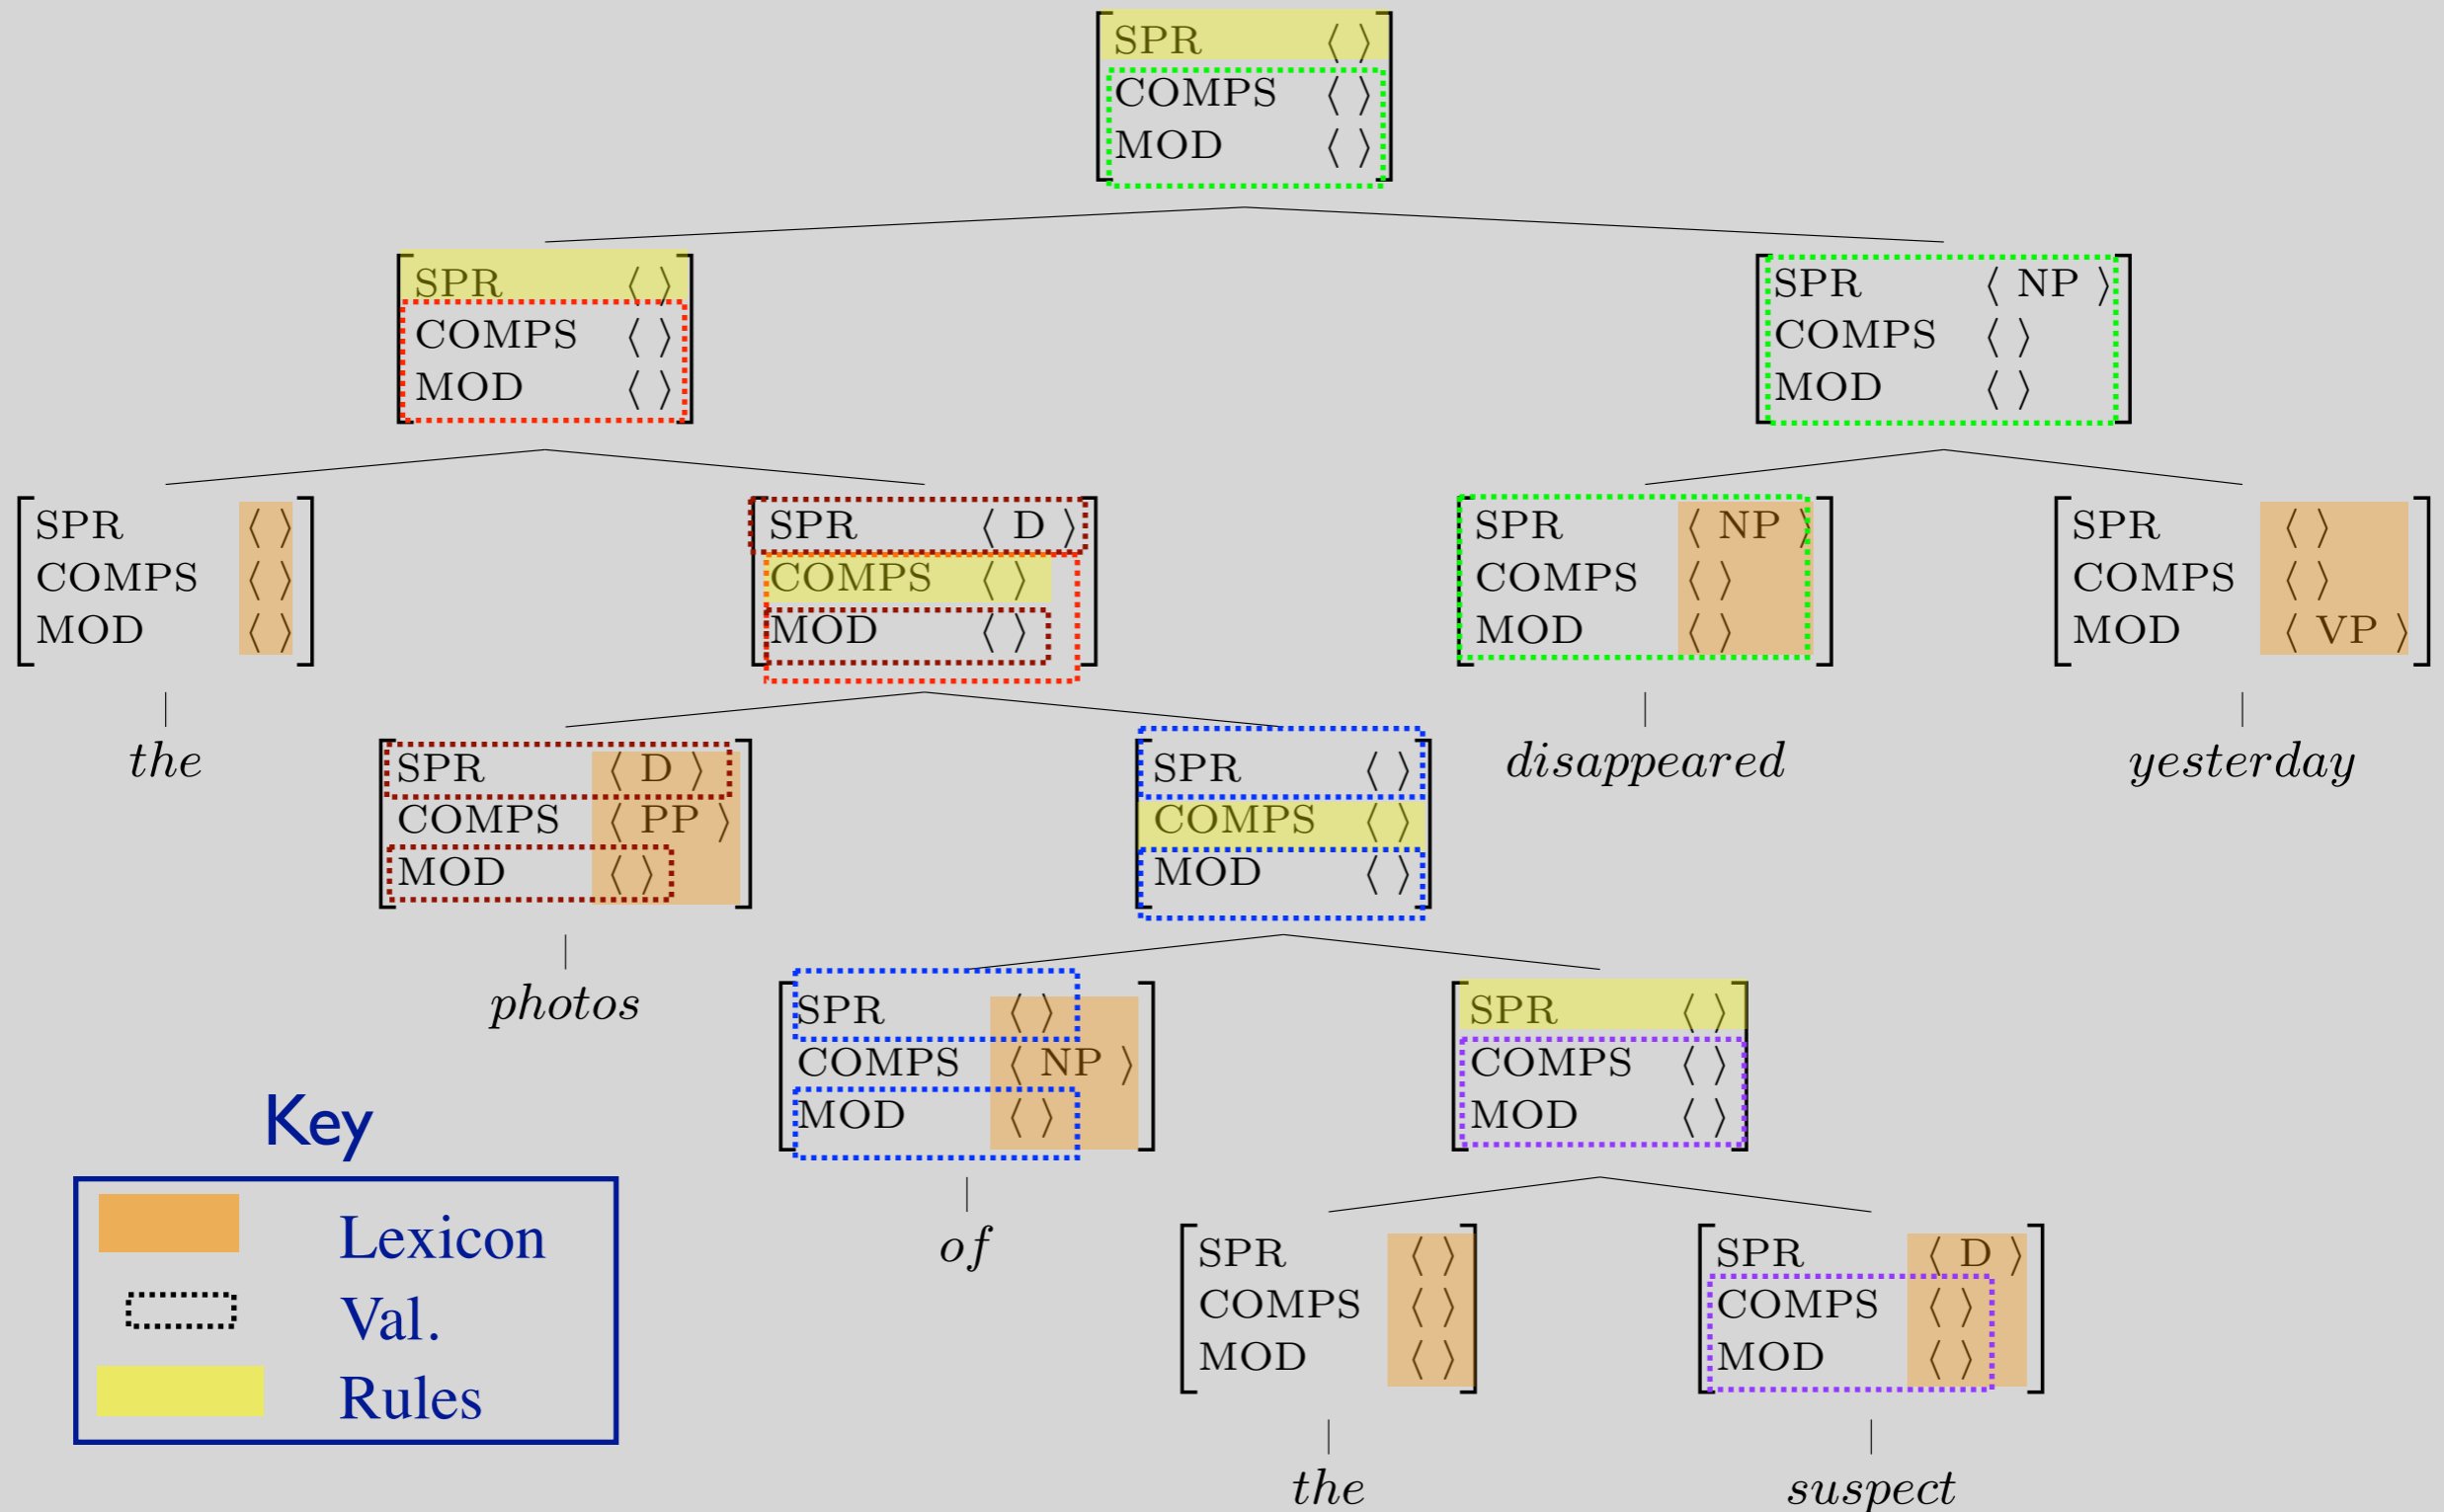 SPR ⟨ ⟩
COMPS ⟨ ⟩
MOD ⟨ ⟩
SPR ⟨ ⟩
COMPS ⟨ ⟩
MOD ⟨ ⟩
SPR ⟨ NP ⟩
COMPS ⟨ ⟩
MOD ⟨ ⟩
SPR ⟨ ⟩
COMPS ⟨ ⟩
MOD ⟨ ⟩
the
SPR ⟨ D ⟩
COMPS ⟨ ⟩
MOD ⟨ ⟩
SPR ⟨ NP ⟩
COMPS ⟨ ⟩
MOD ⟨ ⟩
disappeared
SPR ⟨ ⟩
COMPS ⟨ ⟩
MOD ⟨ VP ⟩
yesterday
SPR ⟨ D ⟩
COMPS ⟨ PP ⟩
MOD ⟨ ⟩
photos
SPR ⟨ ⟩
COMPS ⟨ ⟩
MOD ⟨ ⟩
SPR ⟨ ⟩
COMPS ⟨ NP ⟩
MOD ⟨ ⟩
of
SPR ⟨ ⟩
COMPS ⟨ ⟩
MOD ⟨ ⟩
SPR ⟨ ⟩
COMPS ⟨ ⟩
MOD ⟨ ⟩
the
SPR ⟨ D ⟩
COMPS ⟨ ⟩
MOD ⟨ ⟩
suspect
Key
Lexicon
Val.
Rules